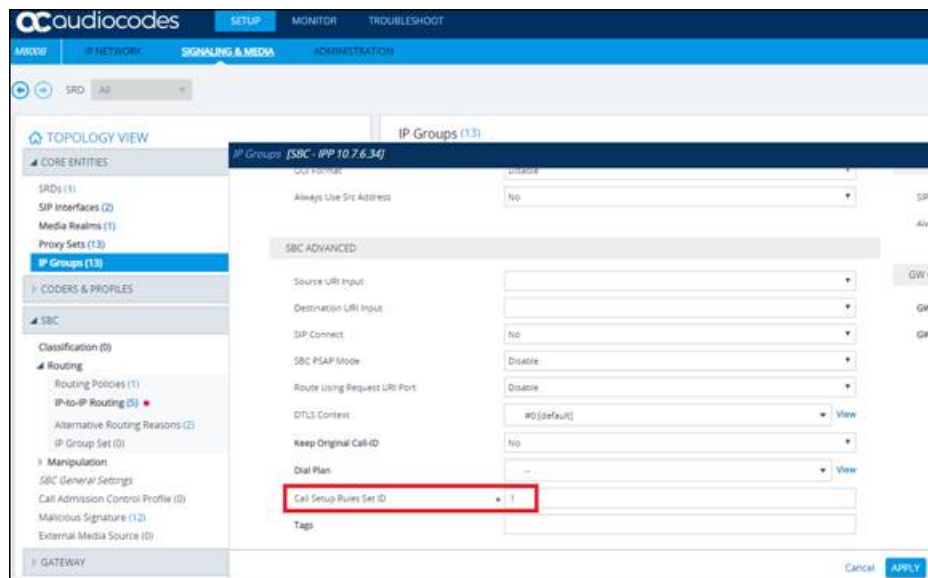 audiocodes SETUP MONITOR TROUBLESHOOT
M800B IP NETWORK SIGNALING & MEDIA ADMINISTRATION
SRD All
TOPOLOGY VIEW
CORE ENTITIES
SRDs (1)
SIP Interfaces (2)
Media Realms (1)
Proxy Sets (13)
IP Groups (13)
CODERS & PROFILES
SBC
Classification (0)
Routing
Routing Policies (1)
IP-to-IP Routing (5)
Alternative Routing Reasons (2)
IP Group Set (0)
Manipulation
SBC General Settings
Call Admission Control Profile (0)
Malicious Signature (12)
External Media Source (0)
GATEWAY
IP Groups (13)
IP Groups [SBC - IPP 10.7.6.34]
Always Use Src Address No
SBC ADVANCED
Source URI Input
Destination URI Input
SIP Connect No
SBC PSAP Mode Disable
Route Using Request URI Port Disable
DTLS Context #0 [default] View
Keep Original Call-ID No
Dial Plan -- View
Call Setup Rules Set ID 1
Tags
Cancel APPLY
SIP
GW